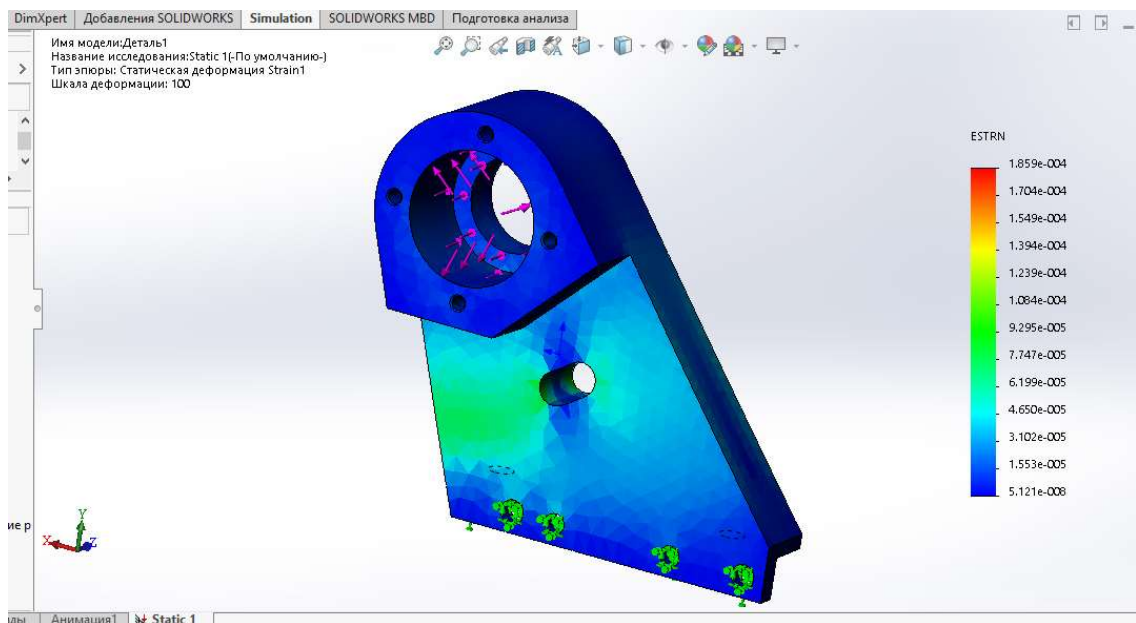 DimXpert Добавления SOLIDWORKS Simulation SOLIDWORKS MBD Подготовка анализа
Имя модели:Деталь1
Название исследования:Static 1(-По умолчанию-)
Тип эпюры: Статическая деформация Strain1
Шкала деформации: 100
ESTRN
1.859e-004
1.704e-004
1.549e-004
1.394e-004
1.239e-004
1.084e-004
9.295e-005
7.747e-005
6.199e-005
4.650e-005
3.102e-005
1.553e-005
5.121e-008
ие р
Y
X
Z
Анимация1 Static 1